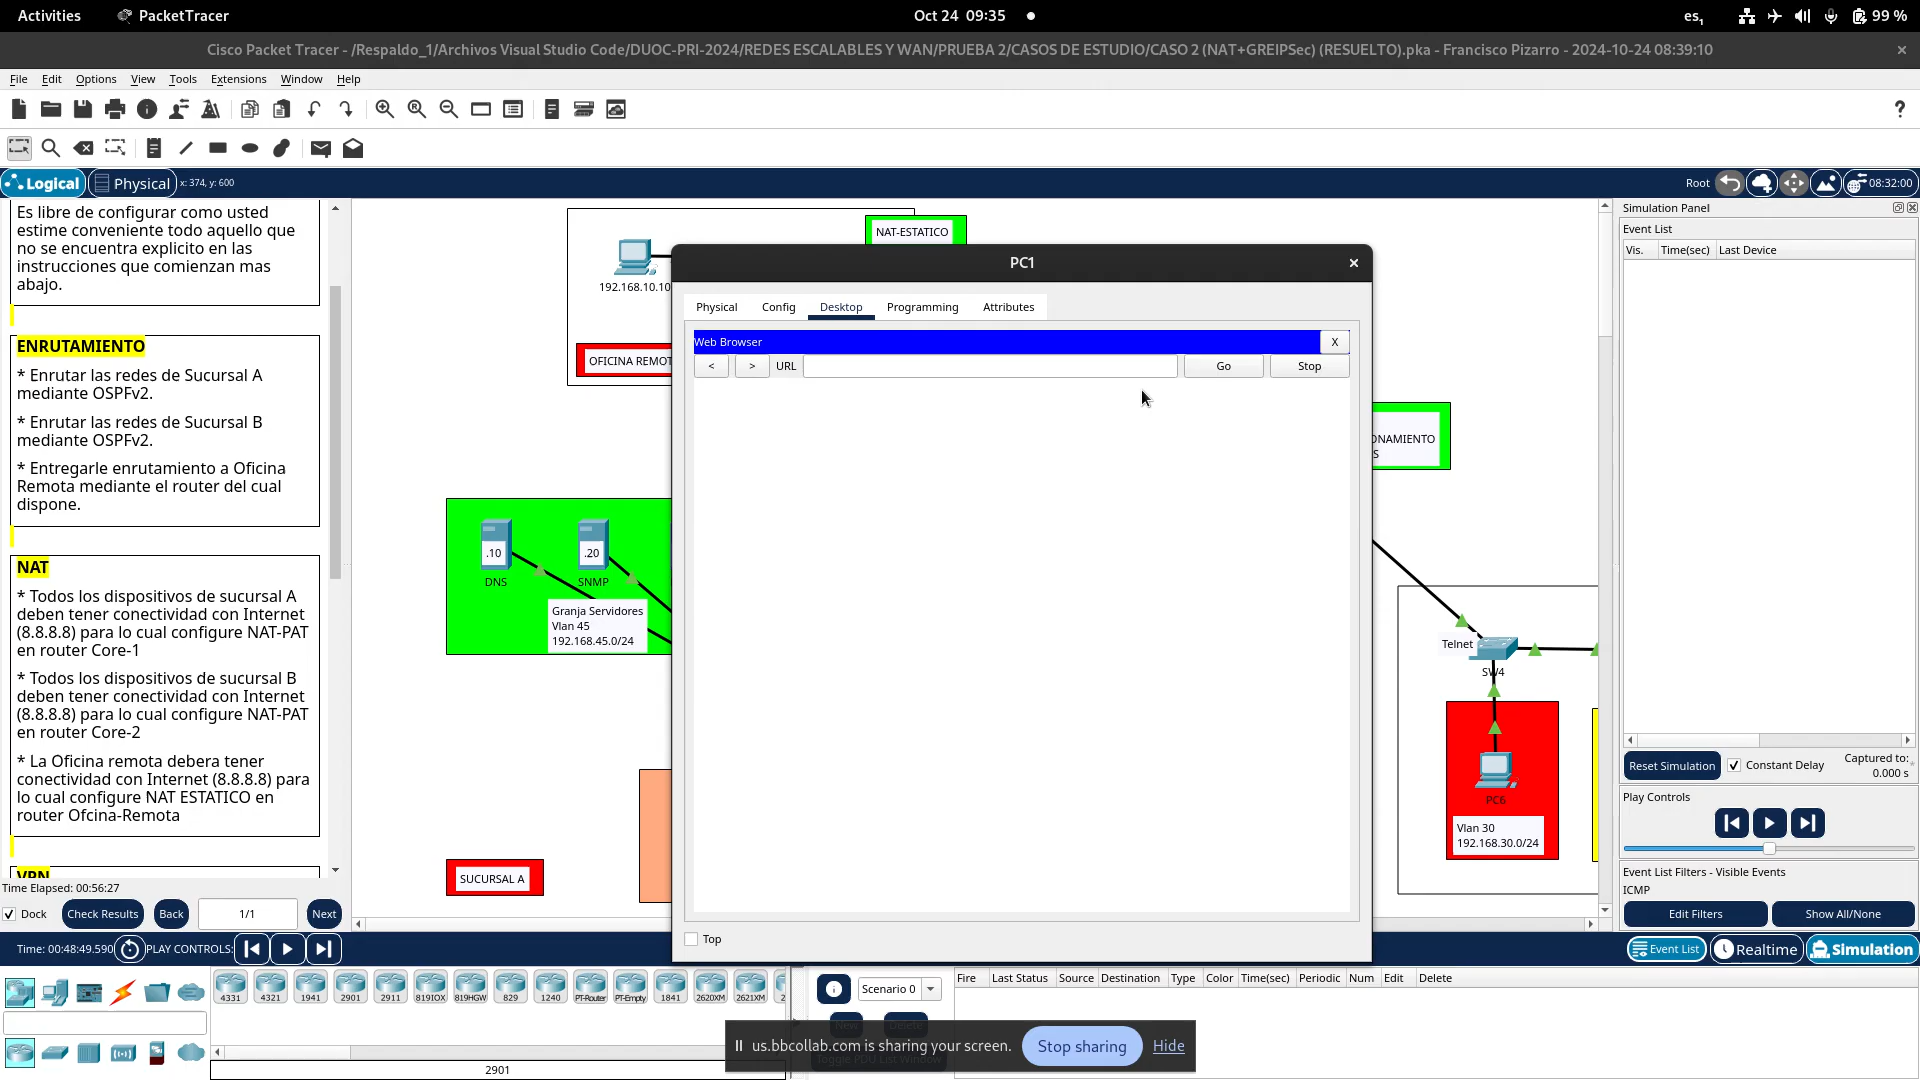 Activities
PacketTracer
Oct 24 09:35
es₁
99 %
Cisco Packet Tracer - /Respaldo_1/Archivos Visual Studio Code/DUOC-PRI-2024/REDES ESCALABLES Y WAN/PRUEBA 2/CASOS DE ESTUDIO/CASO 2 (NAT+GREIPSec) (RESUELTO).pka - Francisco Pizarro - 2024-10-24 08:39:10
File Edit Options View Tools Extensions Window Help
Logical
Physical
x: 374, y: 600
Root
08:32:00
Es libre de configurar como usted
estime conveniente todo aquello que
no se encuentra explicito en las
instrucciones que comienzan mas
abajo.
ENRUTAMIENTO
* Enrutar las redes de Sucursal A
mediante OSPFv2.
* Enrutar las redes de Sucursal B
mediante OSPFv2.
* Entregarle enrutamiento a Oficina
Remota mediante el router del cual
dispone.
NAT
* Todos los dispositivos de sucursal A
deben tener conectividad con Internet
(8.8.8.8) para lo cual configure NAT-PAT
en router Core-1
* Todos los dispositivos de sucursal B
deben tener conectividad con Internet
(8.8.8.8) para lo cual configure NAT-PAT
en router Core-2
* La Oficina remota debera tener
conectividad con Internet (8.8.8.8) para
lo cual configure NAT ESTATICO en
router Ofcina-Remota
VPN
Time Elapsed: 00:56:27
Dock
Check Results
Back
1/1
Next
NAT-ESTATICO
192.168.10.10
OFICINA REMOT
.10
DNS
.20
SNMP
Granja Servidores
Vlan 45
192.168.45.0/24
SUCURSAL A
PC1
Physical Config Desktop Programming Attributes
Web Browser
X
< > URL
Go
Stop
Top
ONAMIENTO
S
Telnet
SW4
PC6
Vlan 30
192.168.30.0/24
Simulation Panel
Event List
Vis. Time(sec) Last Device
Reset Simulation
Constant Delay
Captured to:
0.000 s
Play Controls
Event List Filters - Visible Events
ICMP
Edit Filters
Show All/None
Time: 00:48:49.590
PLAY CONTROLS:
Event List
Realtime
Simulation
4331 4321 1941 2901 2911 819IOX 819HGW 829 1240 PT-Router PT-Empty 1841 2620XM 2621XM 2
2901
Scenario 0
New
Delete
Toggle PDU List Window
Fire Last Status Source Destination Type Color Time(sec) Periodic Num Edit Delete
us.bbcollab.com is sharing your screen.
Stop sharing
Hide